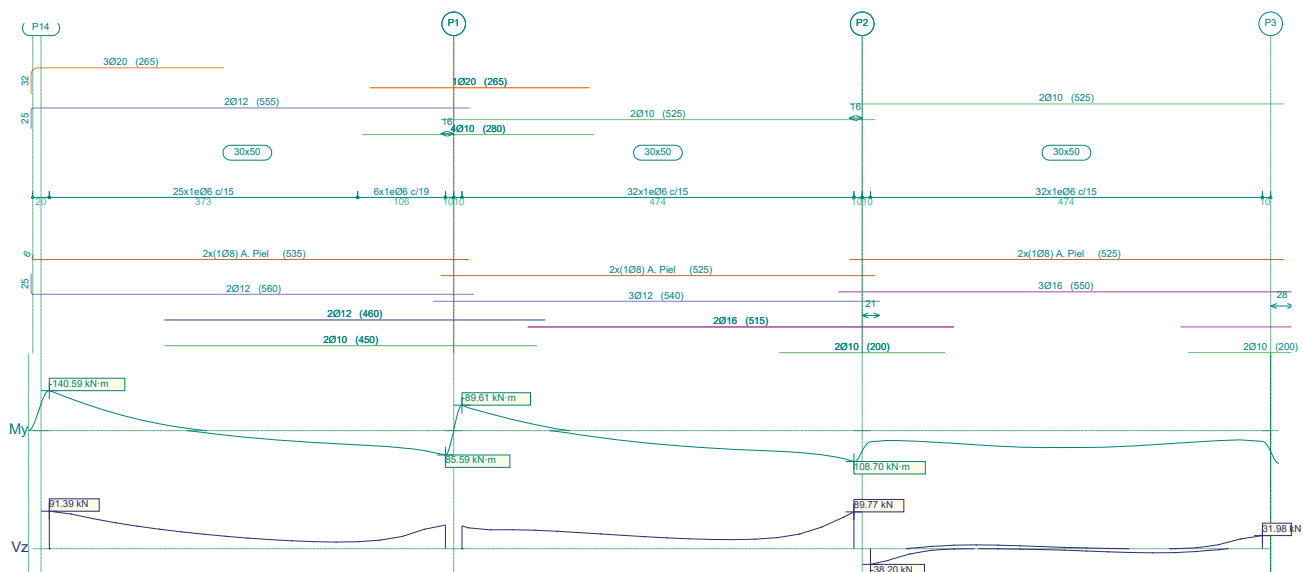 P14 P1 P2 P3
3Ø20 (265)
32
1Ø20 (265)
2Ø12 (555)
25
2Ø10 (525)
16
2Ø10 (525)
16
4Ø10 (280)
30x50 30x50 30x50
25x1eØ6 c/15 6x1eØ6 c/19 32x1eØ6 c/15 32x1eØ6 c/15
20 373 106 10 10 474 10 10 474 10
6
2x(1Ø8) A. Piel (535)
2x(1Ø8) A. Piel (525)
2x(1Ø8) A. Piel (525)
25
2Ø12 (560)
3Ø12 (540)
3Ø16 (550)
21
28
2Ø12 (460)
2Ø16 (515)
2Ø10 (450)
2Ø10 (200)
2Ø10 (200)
-140.59 kN·m
-89.61 kN·m
My
85.59 kN·m
108.70 kN·m
91.39 kN
89.77 kN
31.98 kN
Vz
-38.20 kN